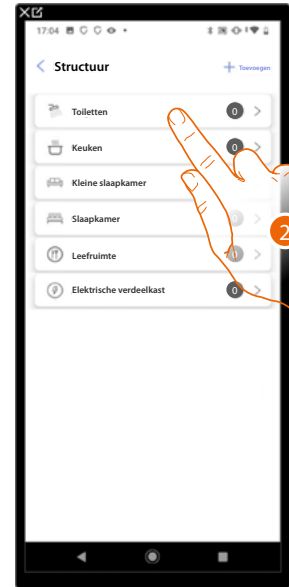 17:04
Structuur
Toevoegen
Toiletten 0
Keuken 0
Kleine slaapkamer
Slaapkamer
Leefruimte
Elektrische verdeelkast 0
2